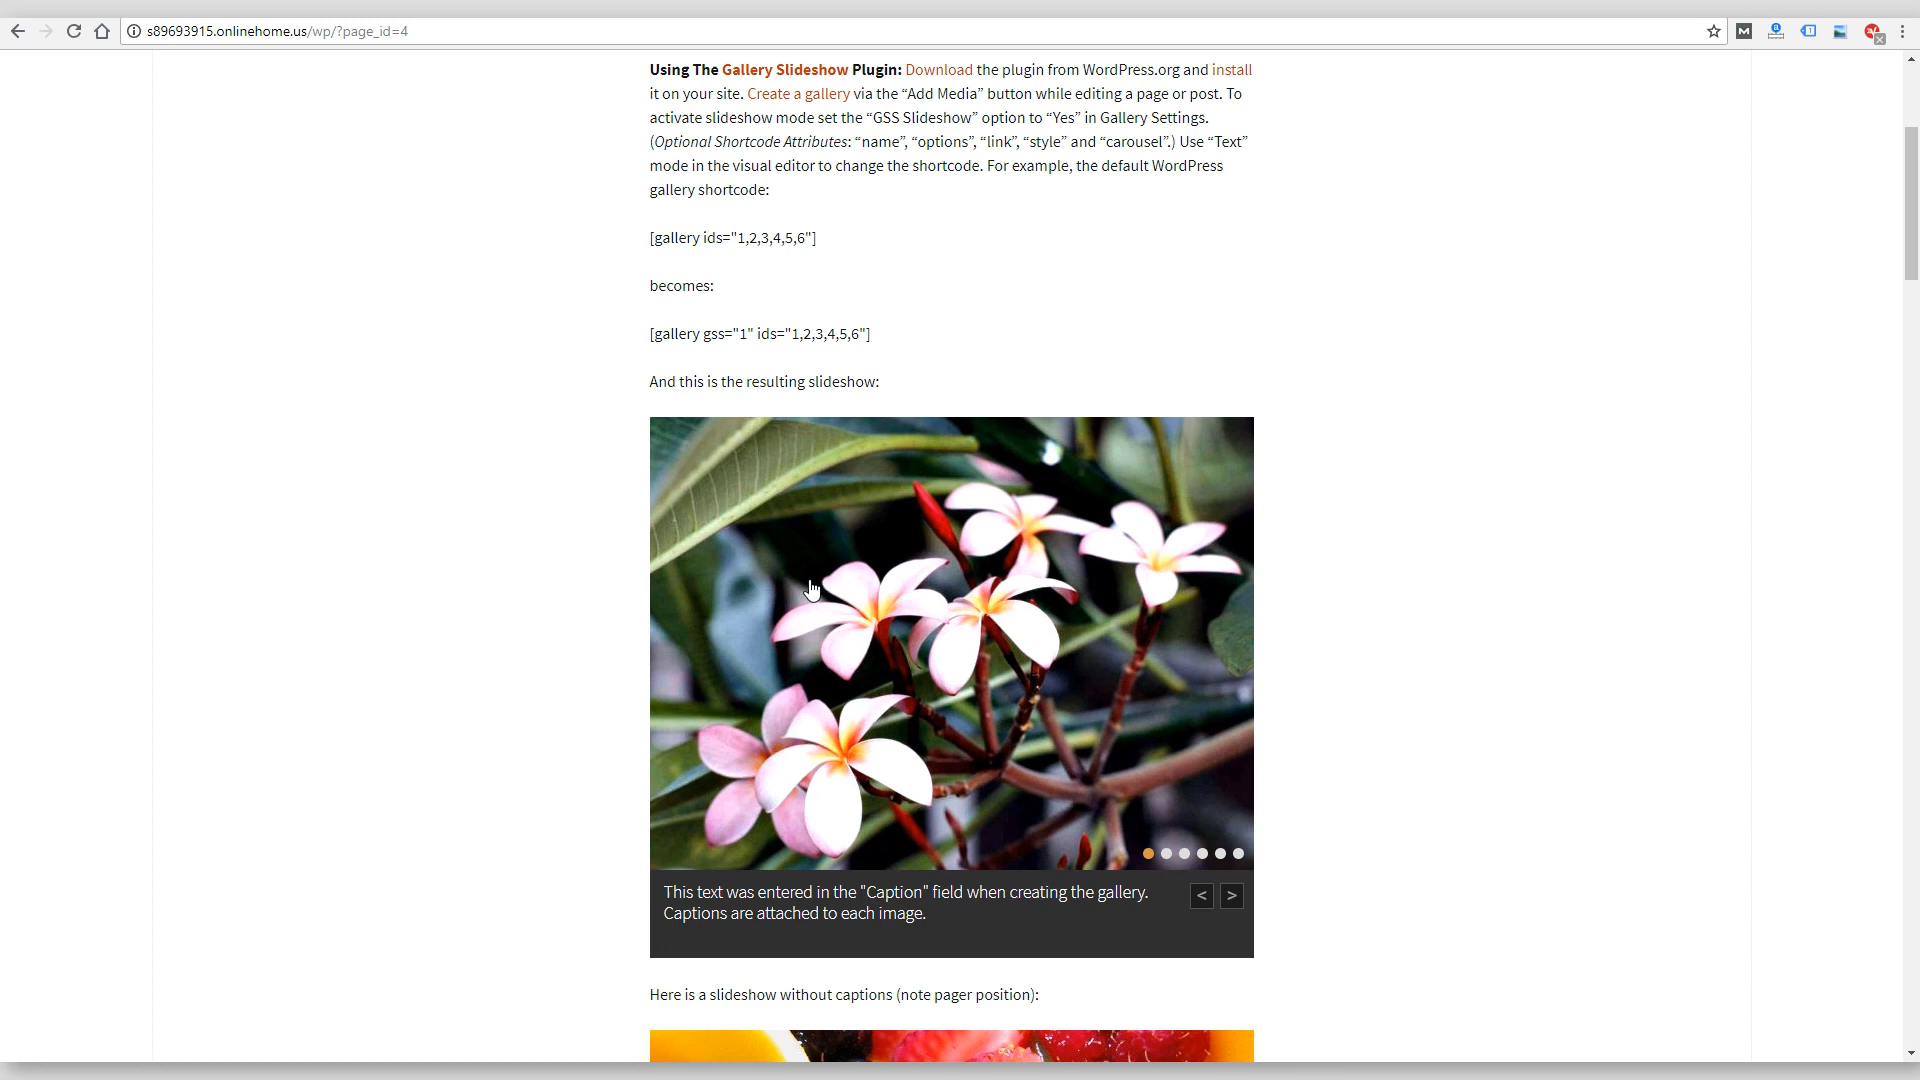 s89693915.onlinehome.us/wp/?page_id=4
Using The Gallery Slideshow Plugin: Download the plugin from WordPress.org and install
it on your site. Create a gallery via the “Add Media” button while editing a page or post. To
activate slideshow mode set the “GSS Slideshow” option to “Yes” in Gallery Settings.
(Optional Shortcode Attributes: “name”, “options”, “link”, “style” and “carousel”.) Use “Text”
mode in the visual editor to change the shortcode. For example, the default WordPress
gallery shortcode:
[gallery ids="1,2,3,4,5,6"]
becomes:
[gallery gss="1" ids="1,2,3,4,5,6"]
And this is the resulting slideshow:
This text was entered in the "Caption" field when creating the gallery.
Captions are attached to each image.
< >
Here is a slideshow without captions (note pager position):